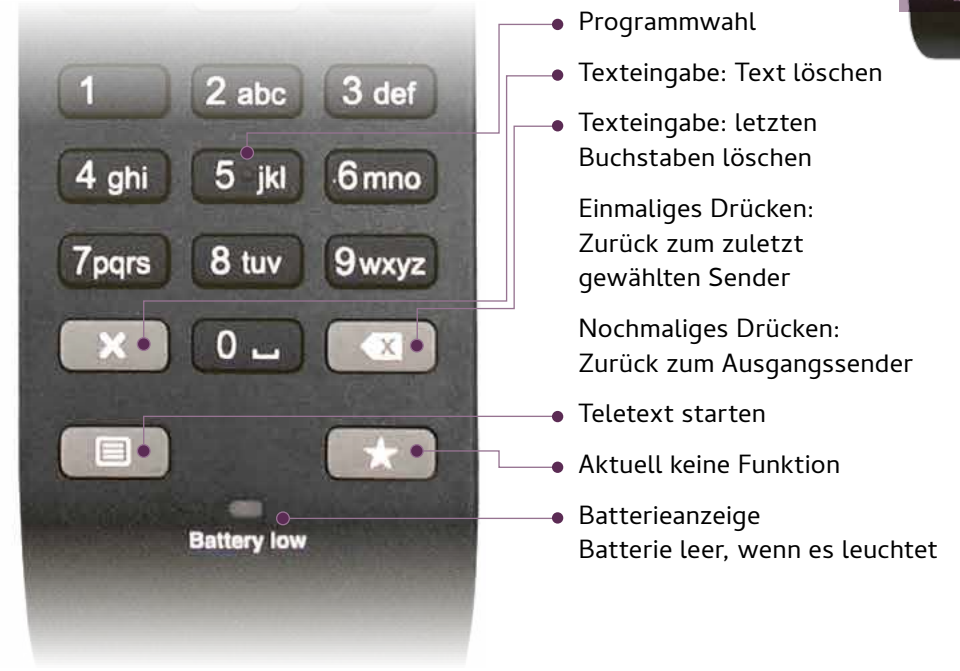 Programmwahl
Texteingabe: Text löschen
Texteingabe: letzten
Buchstaben löschen
Einmaliges Drücken:
Zurück zum zuletzt
gewählten Sender
Nochmaliges Drücken:
Zurück zum Ausgangssender
Teletext starten
Aktuell keine Funktion
Batterieanzeige
Batterie leer, wenn es leuchtet
1 2 abc 3 def
4 ghi 5 jkl 6 mno
7pqrs 8 tuv 9wxyz
0
Battery low